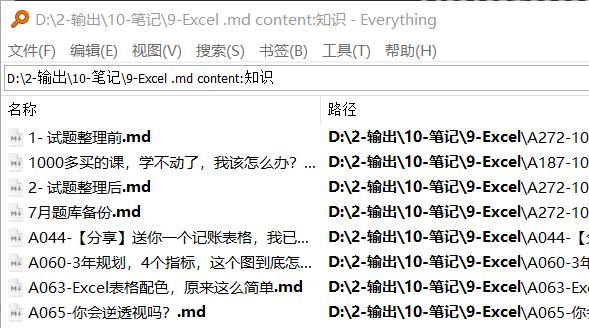 D:\2-输出\10-笔记\9-Excel .md content:知识 - Everything
文件(F) 编辑(E) 视图(V) 搜索(S) 书签(B) 工具(T) 帮助(H)
D:\2-输出\10-笔记\9-Excel .md content:知识
名称 路径
1- 试题整理前.md D:\2-输出\10-笔记\9-Excel\A272-10
1000多买的课，学不动了，我该怎么办？... D:\2-输出\10-笔记\9-Excel\A187-10
2- 试题整理后.md D:\2-输出\10-笔记\9-Excel\A272-10
7月题库备份.md D:\2-输出\10-笔记\9-Excel\A272-10
A044-【分享】送你一个记账表格，我已... D:\2-输出\10-笔记\9-Excel\A044-【
A060-3年规划，4个指标，这个图到底怎... D:\2-输出\10-笔记\9-Excel\A060-3年
A063-Excel表格配色，原来这么简单.md D:\2-输出\10-笔记\9-Excel\A063-Exc
A065-你会逆透视吗？.md D:\2-输出\10-笔记\9-Excel\A065-你会